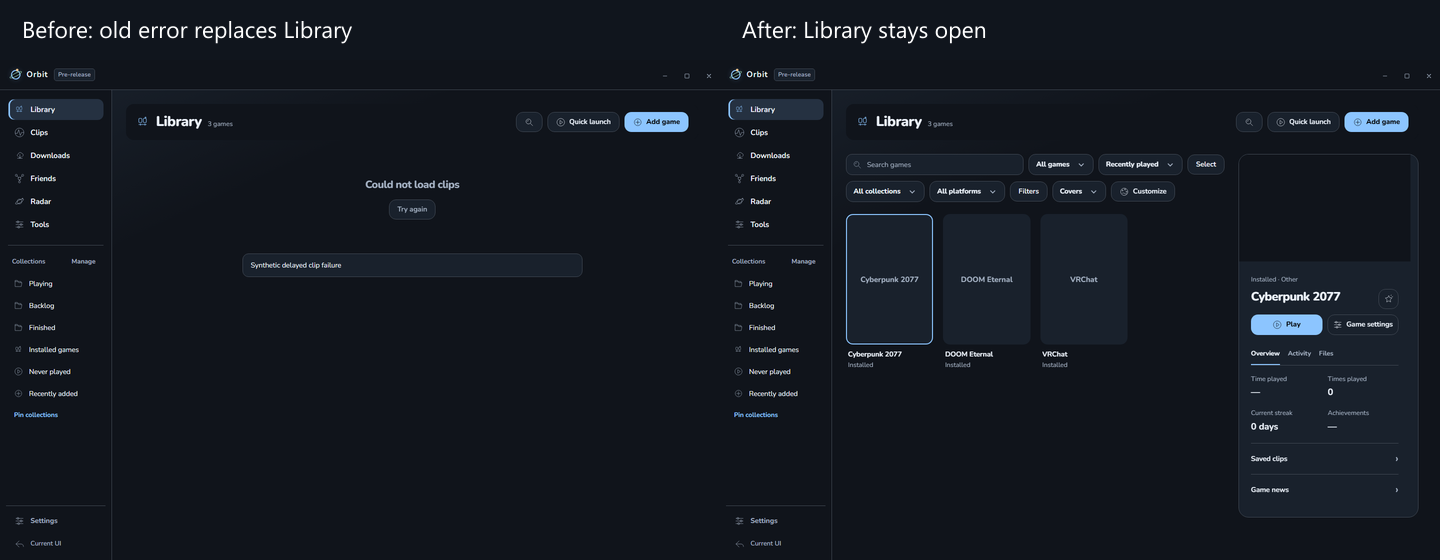 Before: old error replaces Library
After: Library stays open
Orbit Pre-release
Library
Clips
Downloads
Friends
Radar
Tools
Collections Manage
Playing
Backlog
Finished
Installed games
Never played
Recently added
Pin collections
Settings
Current UI
Library 3 games
Quick launch
Add game
Could not load clips
Try again
Synthetic delayed clip failure
Orbit Pre-release
Library
Clips
Downloads
Friends
Radar
Tools
Collections Manage
Playing
Backlog
Finished
Installed games
Never played
Recently added
Pin collections
Settings
Current UI
Library 3 games
Quick launch
Add game
Search games
All games
Recently played
Select
All collections
All platforms
Filters
Covers
Customize
Cyberpunk 2077
DOOM Eternal
VRChat
Cyberpunk 2077
Installed
DOOM Eternal
Installed
VRChat
Installed
Installed · Other
Cyberpunk 2077
Play
Game settings
Overview Activity Files
Time played Times played
— 0
Current streak Achievements
0 days —
Saved clips
Game news